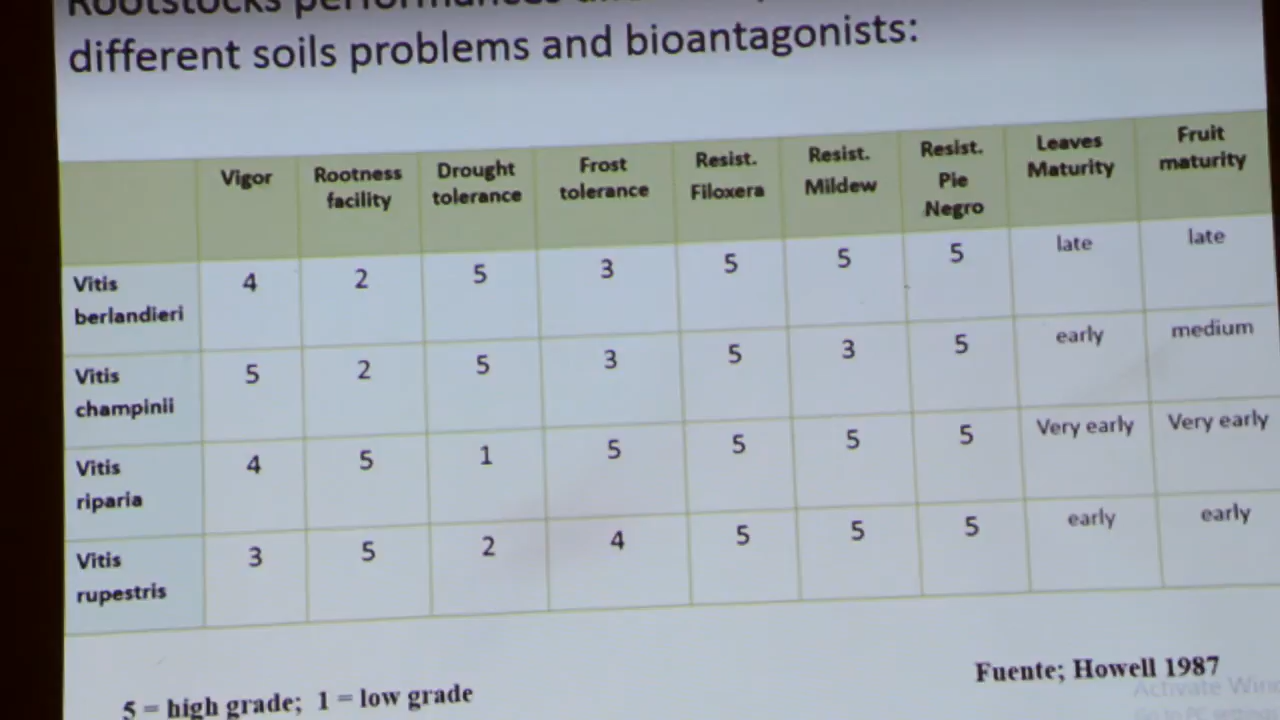 Rootstocks performances
different soils problems and bioantagonists:
Vigor Rootness facility Drought tolerance Frost tolerance Resist. Filoxera Resist. Mildew Resist. Pie Negro Leaves Maturity Fruit maturity
Vitis berlandieri 4 2 5 3 5 5 5 late late
Vitis champinii 5 2 5 3 5 3 5 early medium
Vitis riparia 4 5 1 5 5 5 5 Very early Very early
Vitis rupestris 3 5 2 4 5 5 5 early early
5 = high grade; 1 = low grade
Fuente; Howell 1987
Activate Win